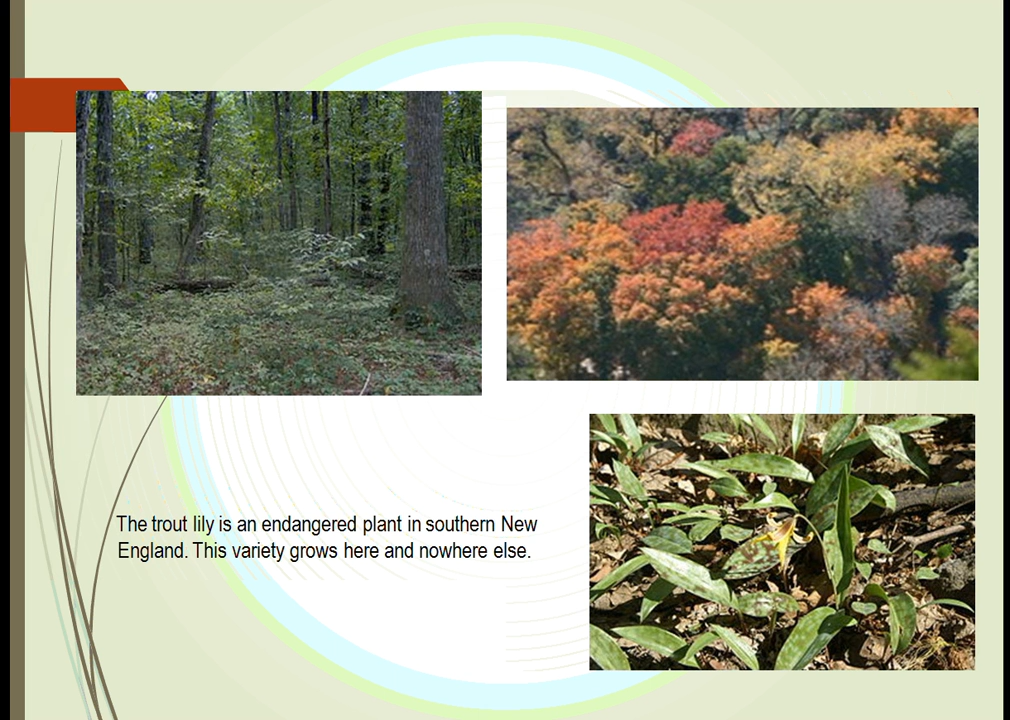 The trout lily is an endangered plant in southern New
England. This variety grows here and nowhere else.